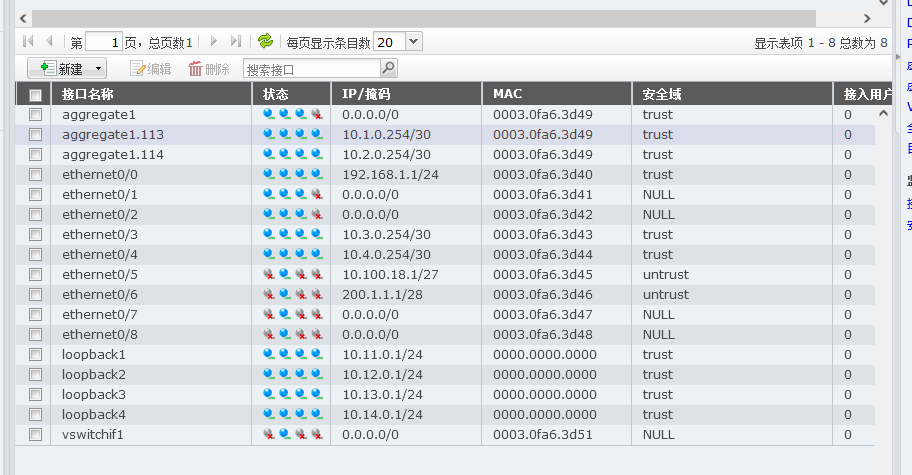 第 1 页，总页数1 每页显示条目数 20 显示表项 1 - 8 总数为 8
新建 编辑 删除 搜索接口
接口名称 状态 IP/掩码 MAC 安全域 接入用户
aggregate1 0.0.0.0/0 0003.0fa6.3d49 trust 0
aggregate1.113 10.1.0.254/30 0003.0fa6.3d49 trust 0
aggregate1.114 10.2.0.254/30 0003.0fa6.3d49 trust 0
ethernet0/0 192.168.1.1/24 0003.0fa6.3d40 trust 0
ethernet0/1 0.0.0.0/0 0003.0fa6.3d41 NULL 0
ethernet0/2 0.0.0.0/0 0003.0fa6.3d42 NULL 0
ethernet0/3 10.3.0.254/30 0003.0fa6.3d43 trust 0
ethernet0/4 10.4.0.254/30 0003.0fa6.3d44 trust 0
ethernet0/5 10.100.18.1/27 0003.0fa6.3d45 untrust 0
ethernet0/6 200.1.1.1/28 0003.0fa6.3d46 untrust 0
ethernet0/7 0.0.0.0/0 0003.0fa6.3d47 NULL 0
ethernet0/8 0.0.0.0/0 0003.0fa6.3d48 NULL 0
loopback1 10.11.0.1/24 0000.0000.0000 trust 0
loopback2 10.12.0.1/24 0000.0000.0000 trust 0
loopback3 10.13.0.1/24 0000.0000.0000 trust 0
loopback4 10.14.0.1/24 0000.0000.0000 trust 0
vswitchif1 0.0.0.0/0 0003.0fa6.3d51 NULL 0